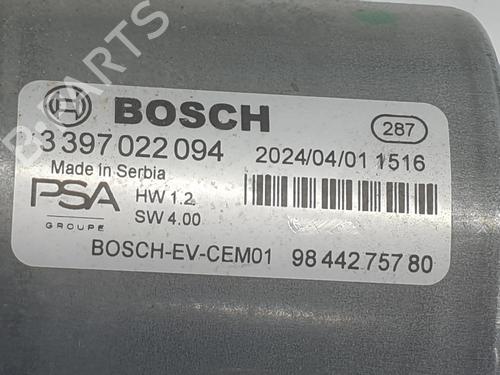 B-PARTS
BOSCH
287
3 397 022 094
2024/04/01 1516
Made in Serbia
PSA
GROUPE
HW 1.2
SW 4.00
BOSCH-EV-CEM01
98 442 757 80